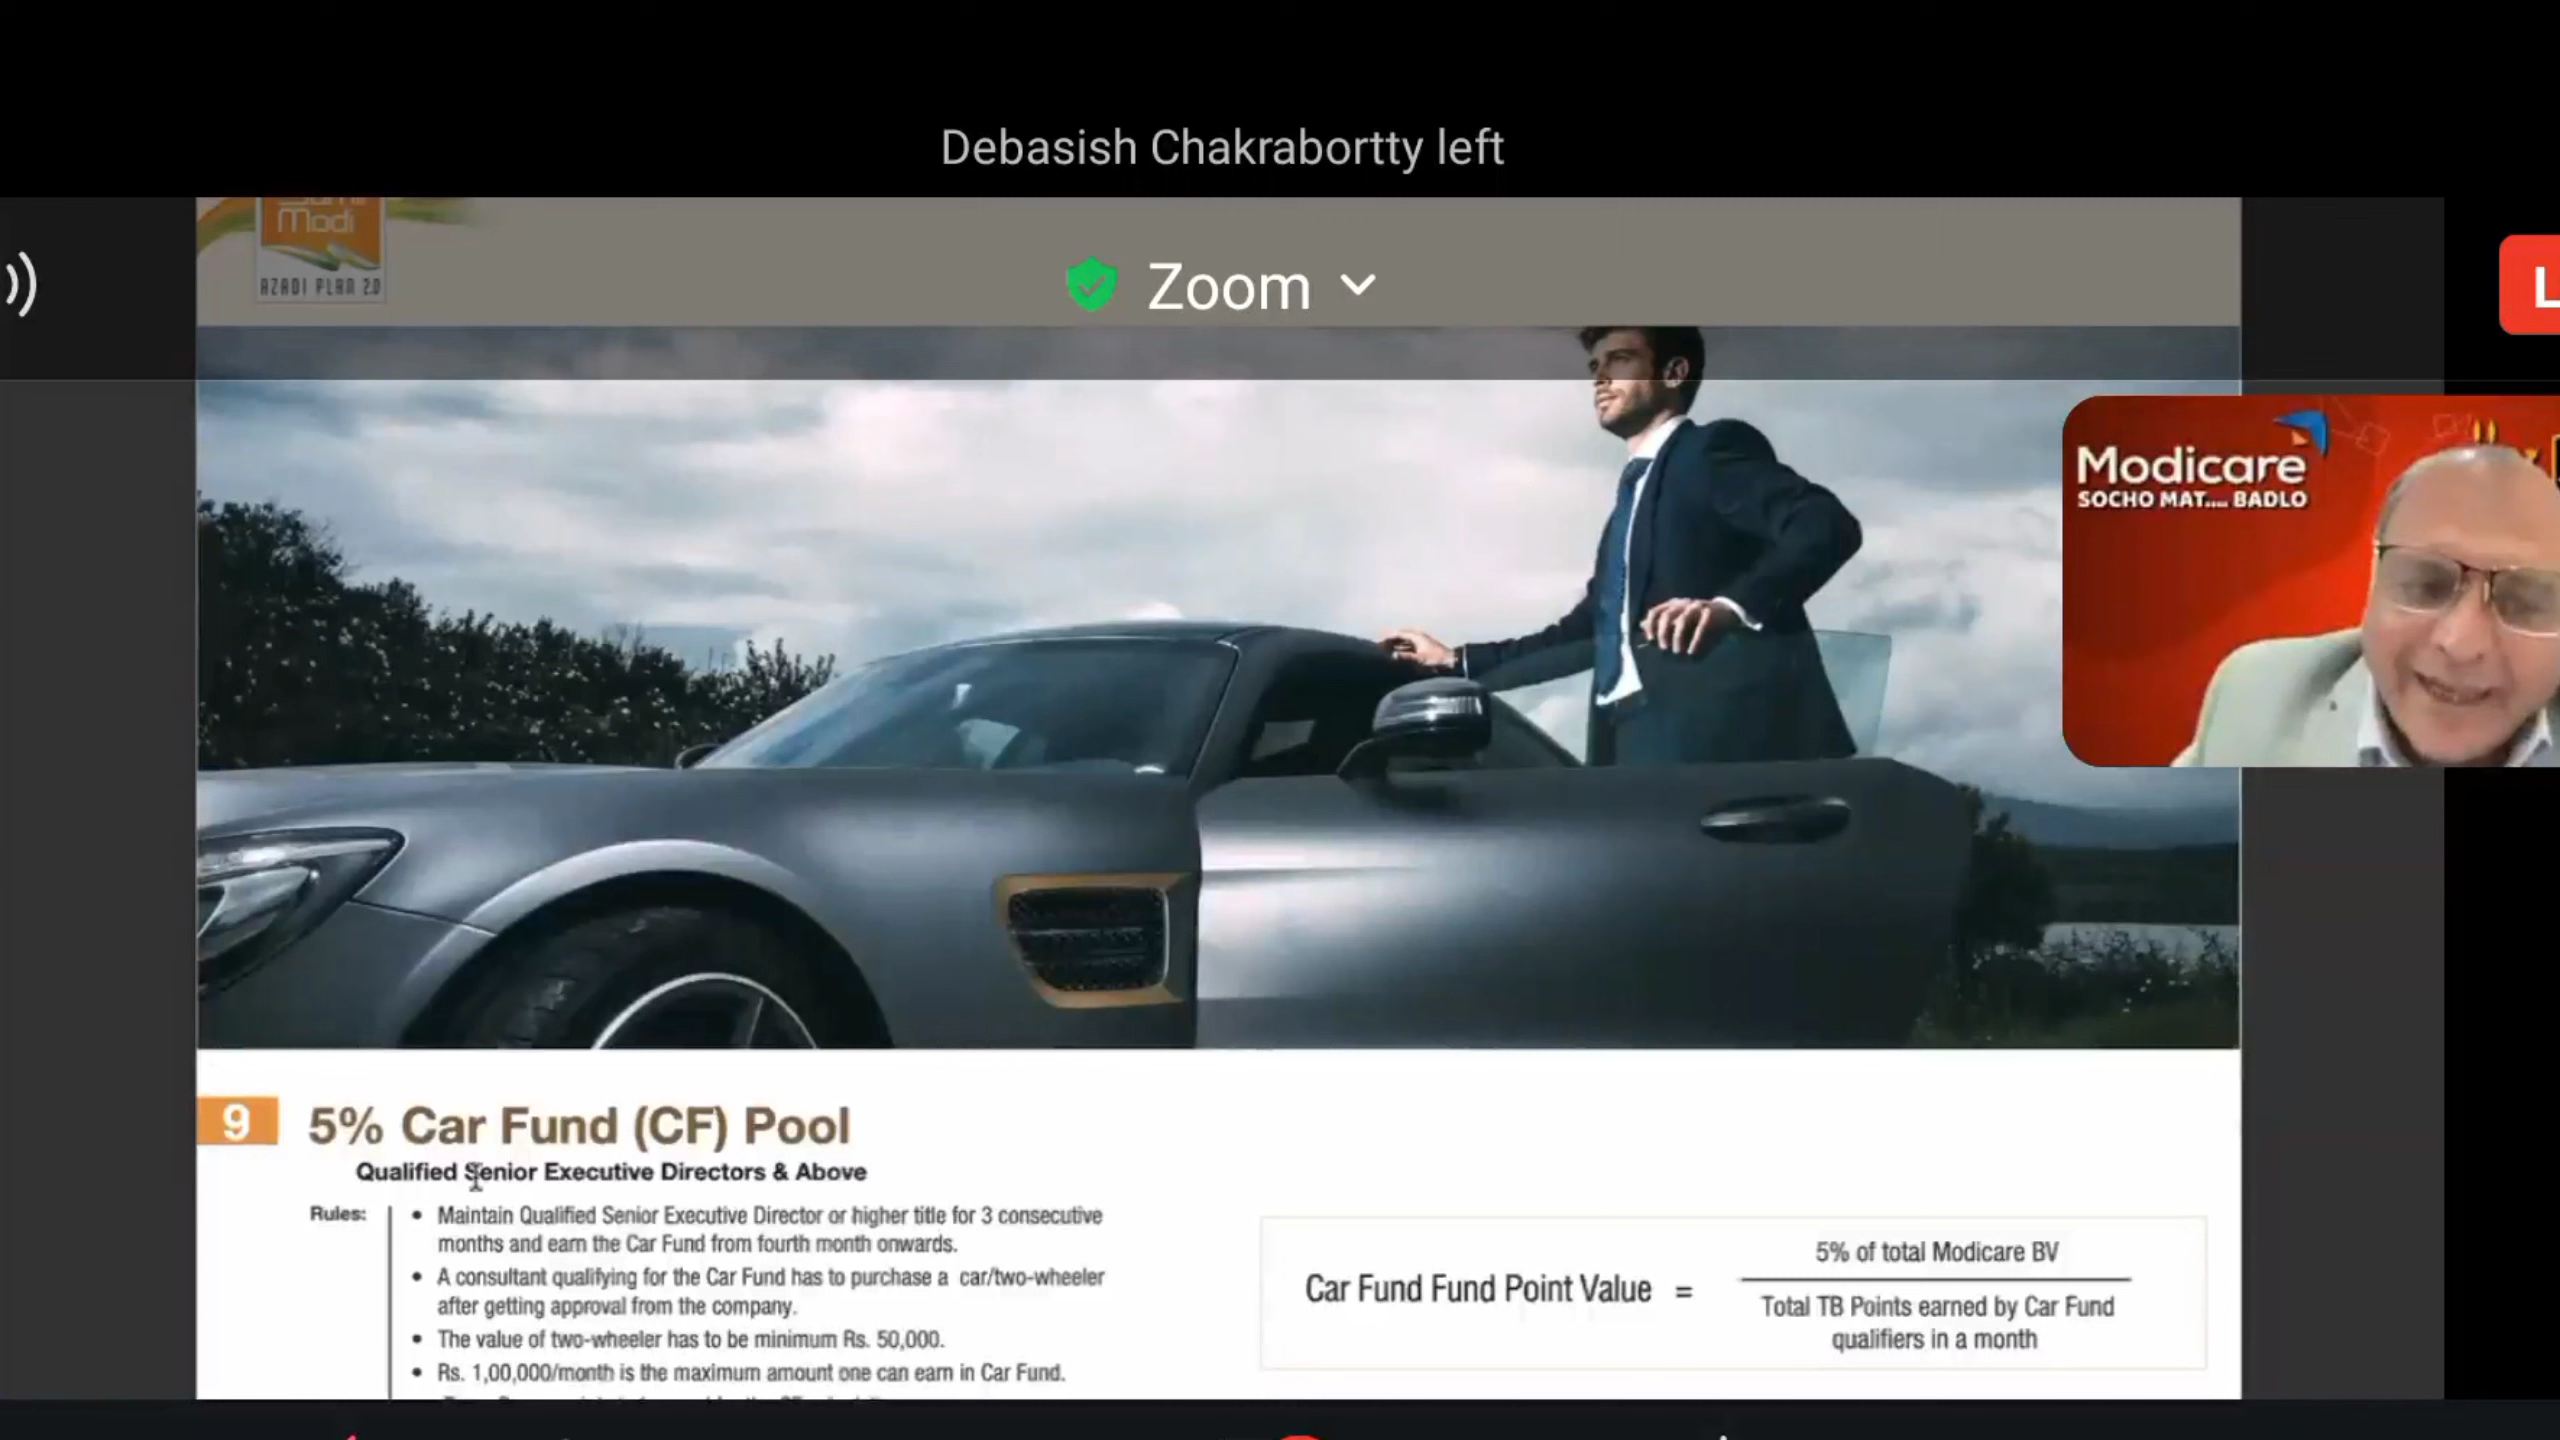 Debasish Chakrabortty left
Modi
AZADI PLAN 2.0
Zoom
L
Modicare
SOCHO MAT.... BADLO
9
5% Car Fund (CF) Pool
Qualified Senior Executive Directors & Above
Rules:
• Maintain Qualified Senior Executive Director or higher title for 3 consecutive
months and earn the Car Fund from fourth month onwards.
• A consultant qualifying for the Car Fund has to purchase a car/two-wheeler
after getting approval from the company.
• The value of two-wheeler has to be minimum Rs. 50,000.
• Rs. 1,00,000/month is the maximum amount one can earn in Car Fund.
Car Fund Fund Point Value =
5% of total Modicare BV
Total TB Points earned by Car Fund
qualifiers in a month